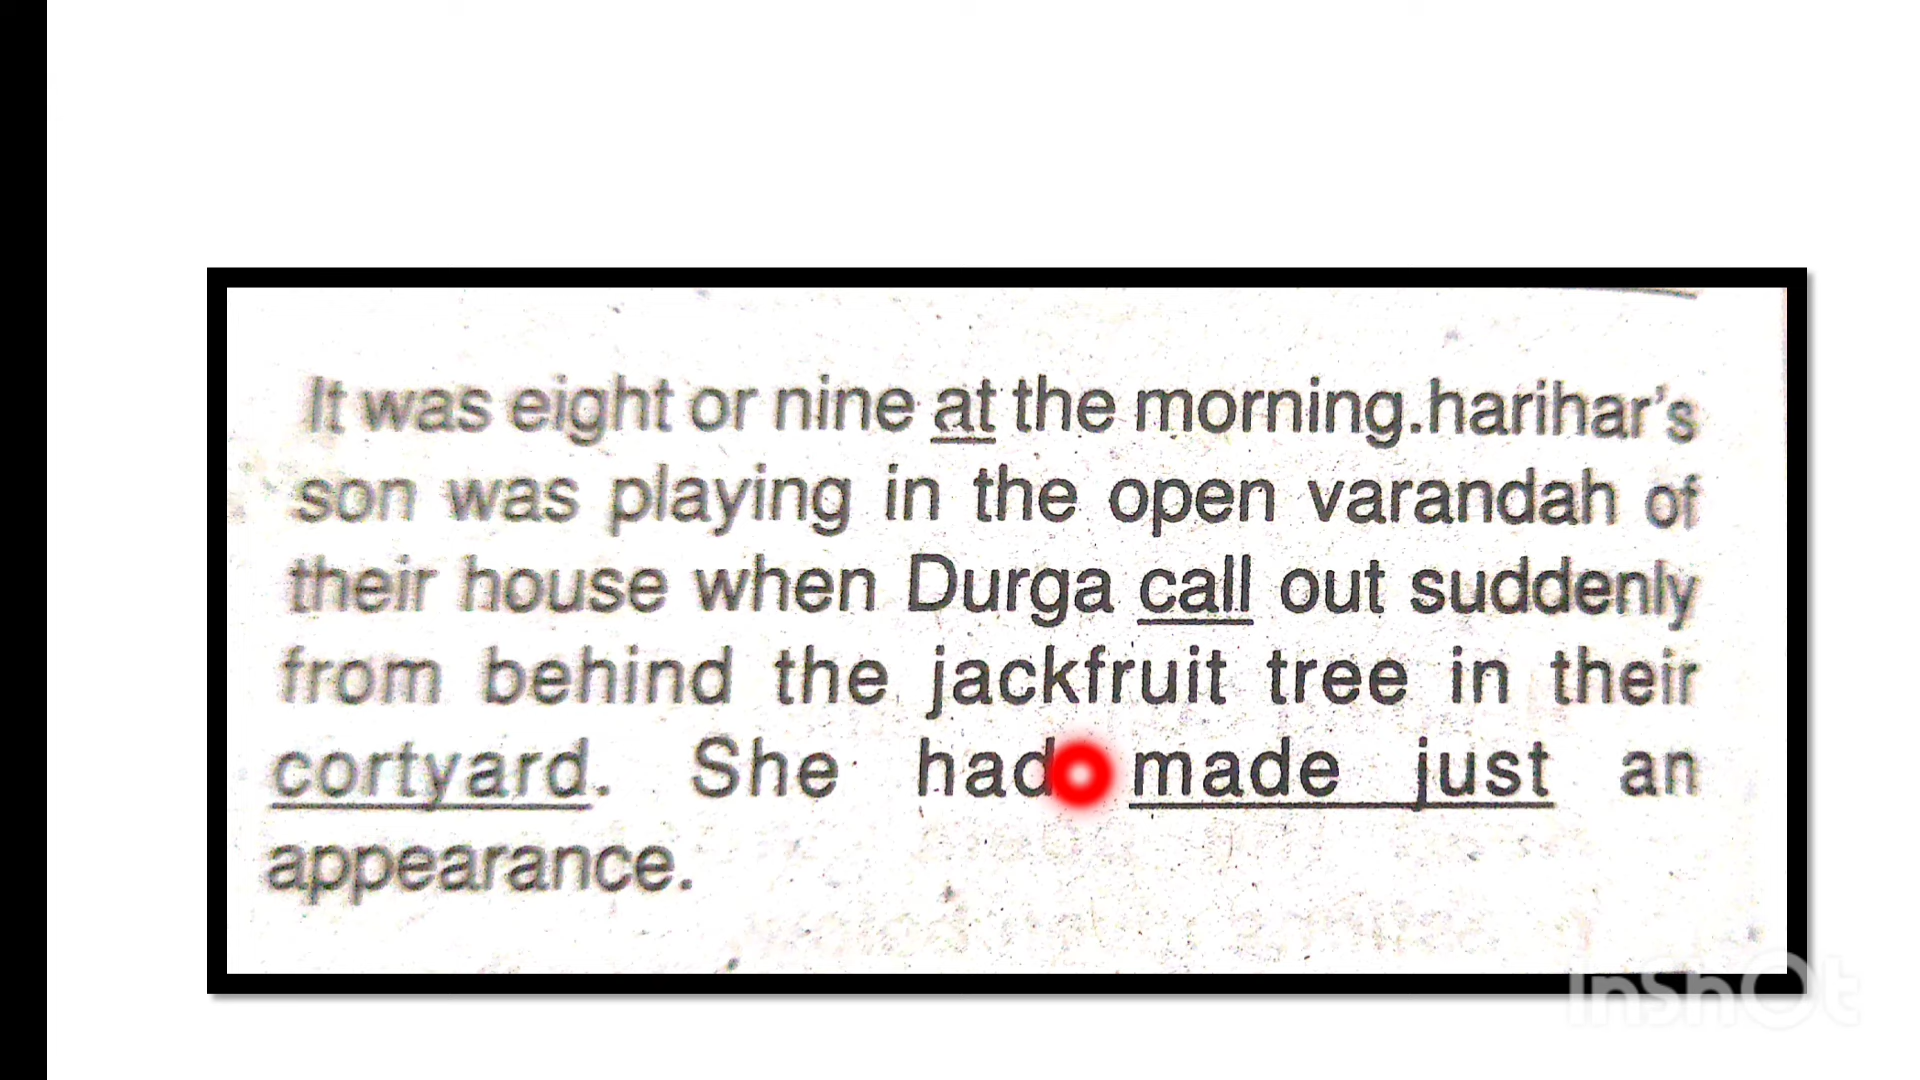 It was eight or nine at the morning.harihar's
son was playing in the open varandah of
their house when Durga call out suddenly
from behind the jackfruit tree in their
cortyard. She had made just an
appearance.
InShOt